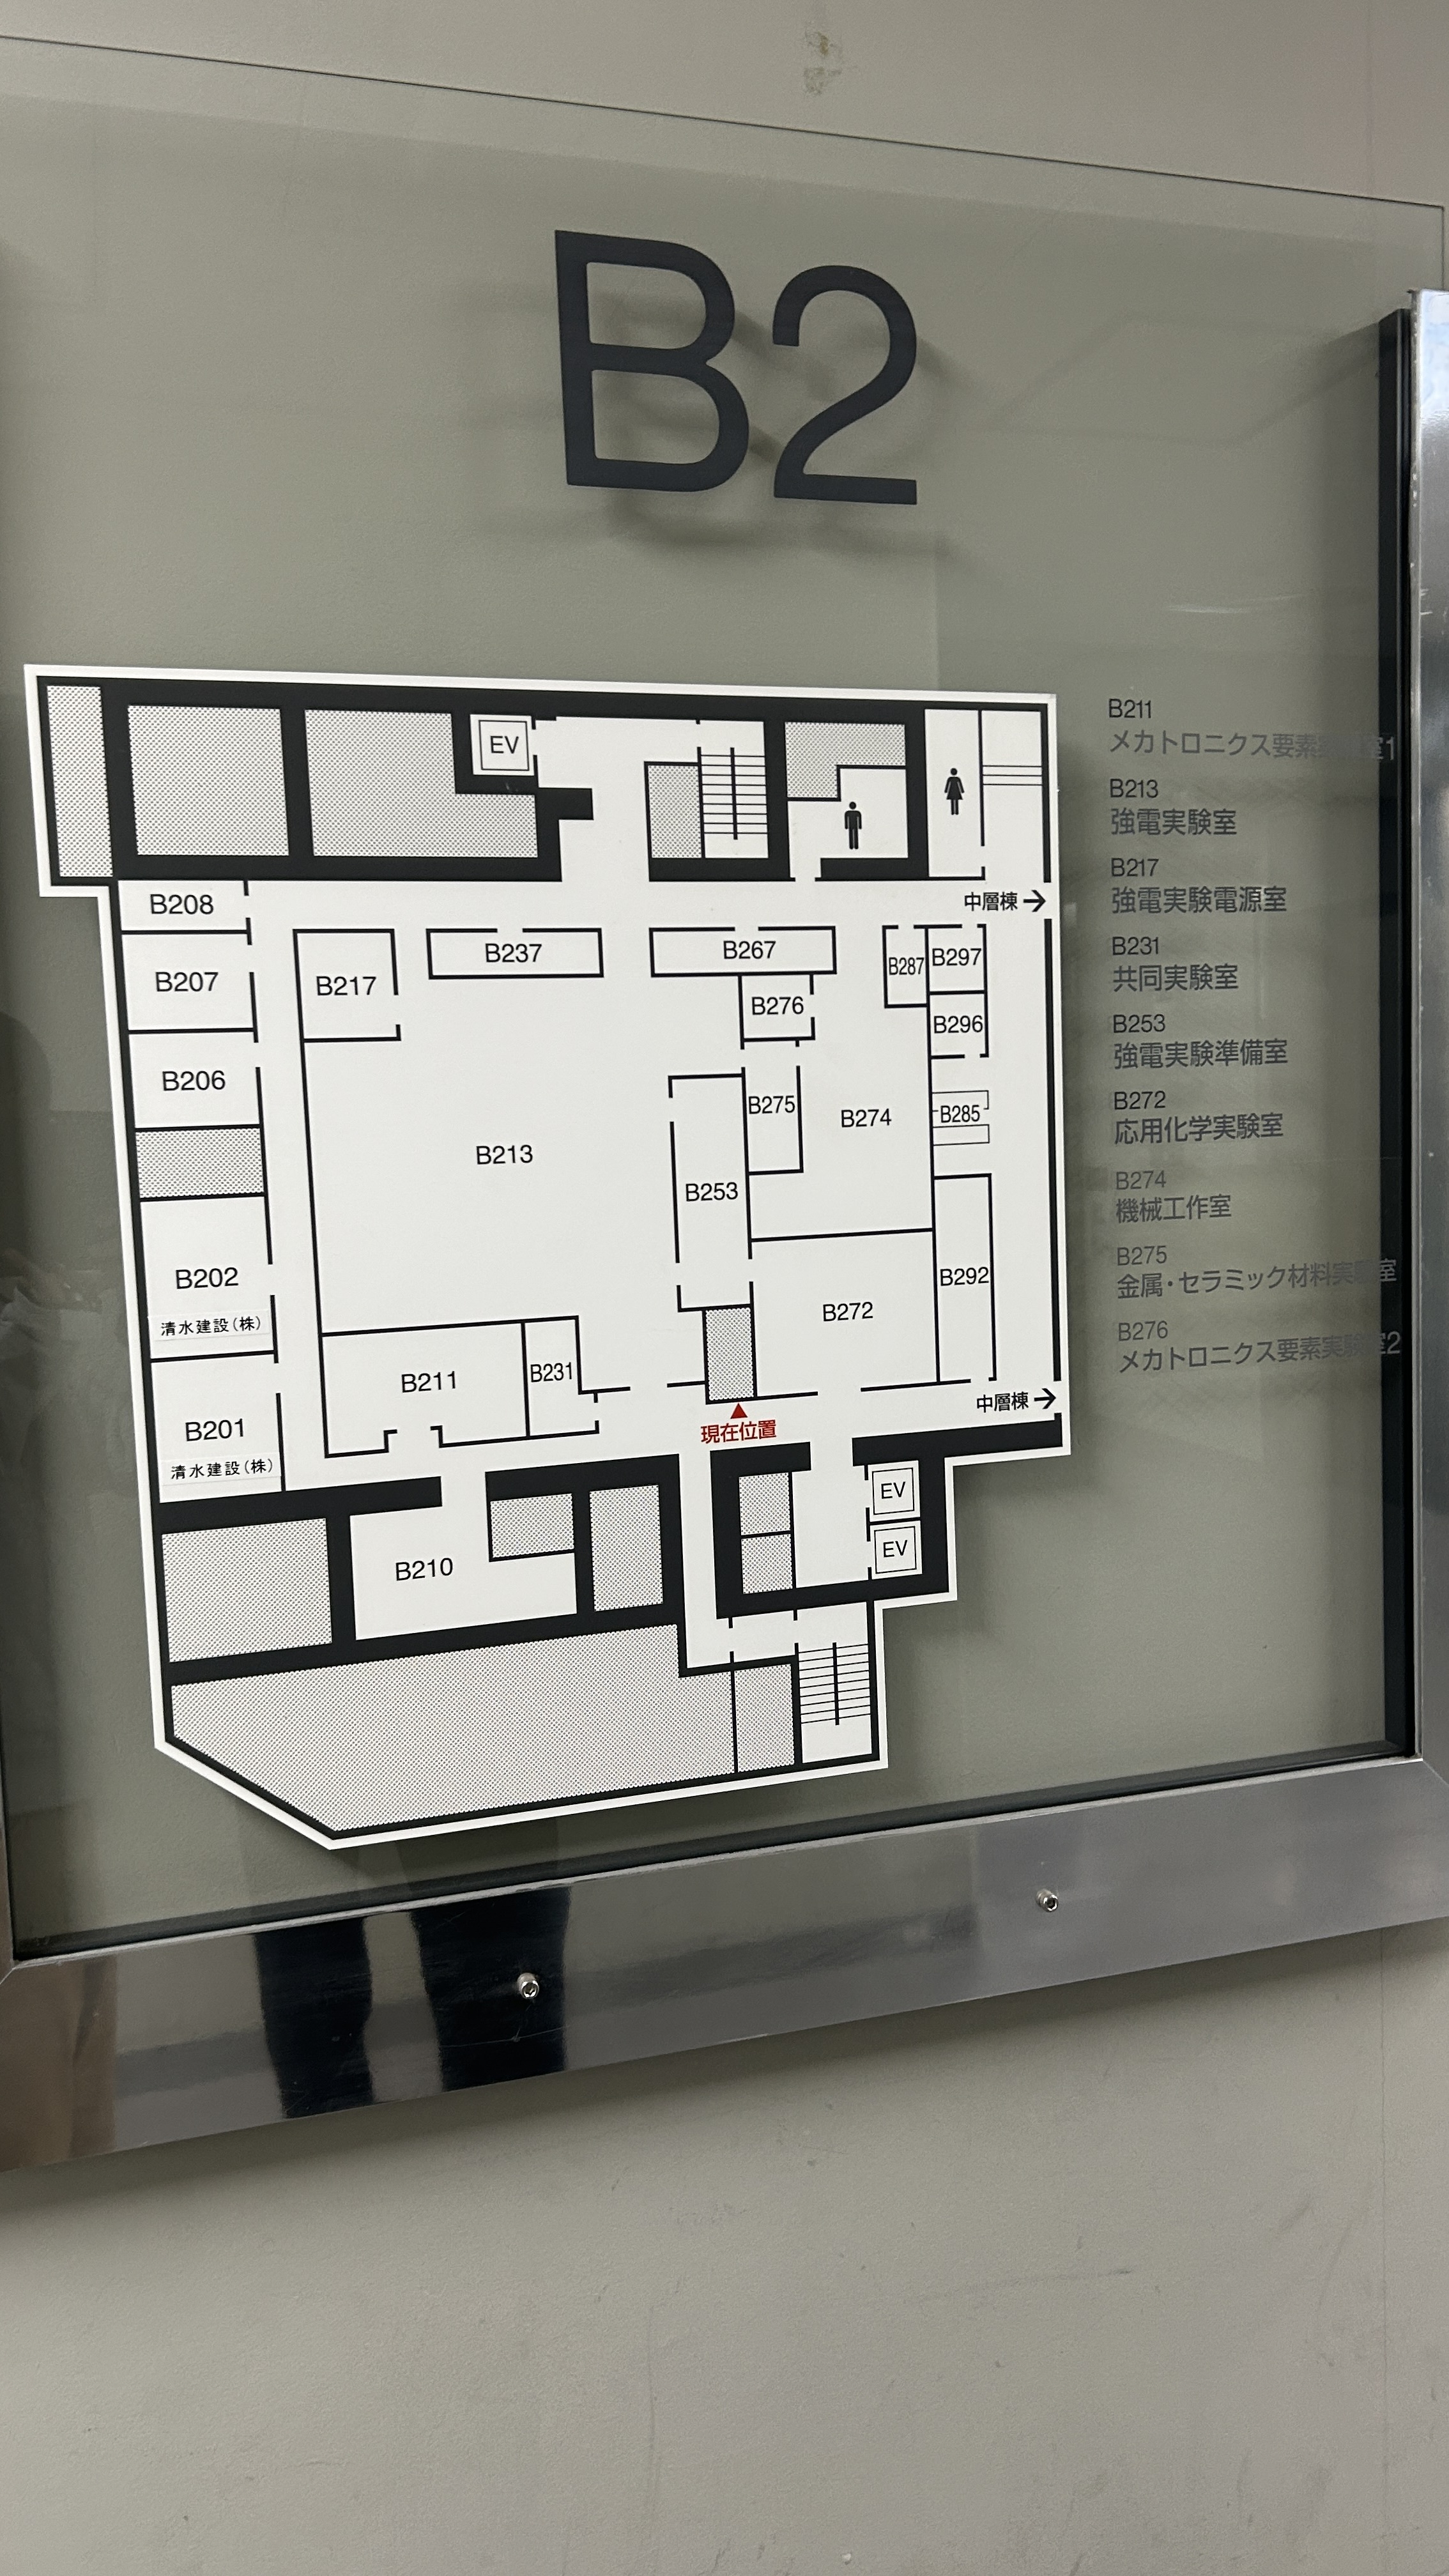 B2
EV
B208
B207
B206
B202
清水建設(株)
B201
清水建設(株)
B217
B237
B267
B276
B287
B297
B296
B285
B275
B274
B213
B253
B292
B272
B211
B231
B210
中層棟→
中層棟→
現在位置
EV
EV
B211
メカトロニクス要素 室1
B213
強電実験室
B217
強電実験電源室
B231
共同実験室
B253
強電実験準備室
B272
応用化学実験室
B274
機械工作室
B275
金属・セラミック材料実験室
B276
メカトロニクス要素実験室2